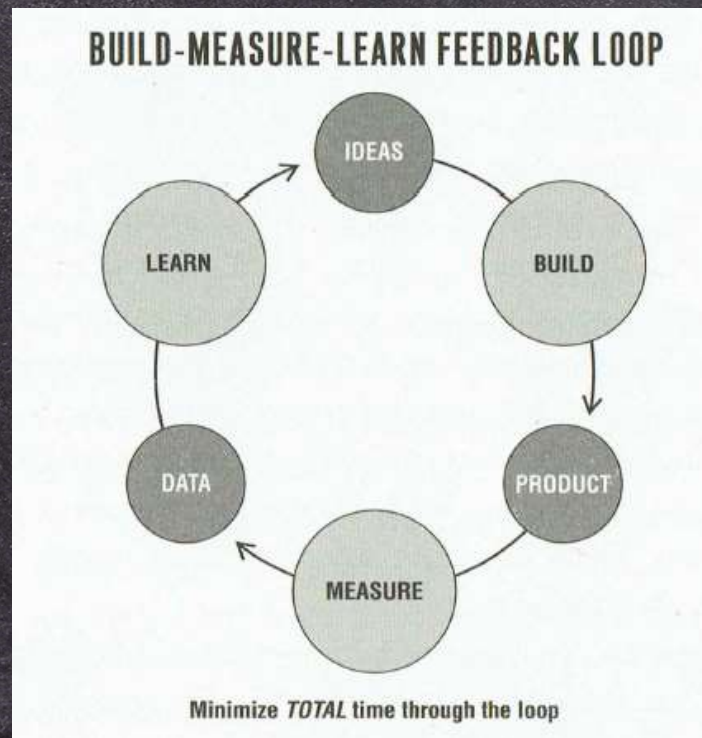 BUILD-MEASURE-LEARN FEEDBACK LOOP
IDEAS
BUILD
PRODUCT
MEASURE
DATA
LEARN
Minimize TOTAL time through the loop